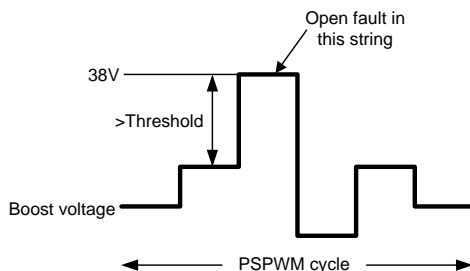 Open fault in
this string
38V
>Threshold
Boost voltage
PSPWM cycle